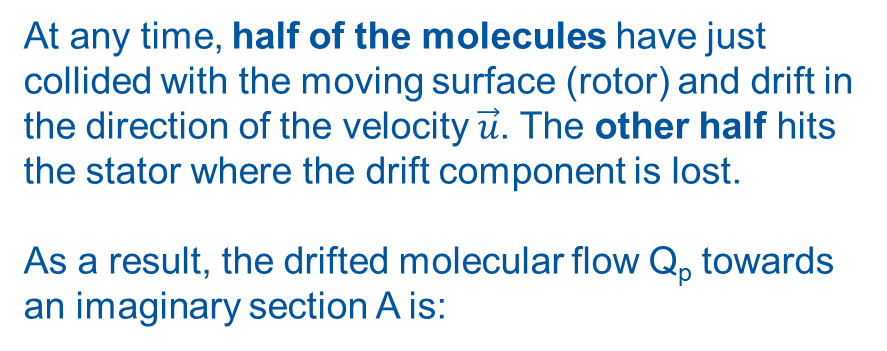 At any time, half of the molecules have just
collided with the moving surface (rotor) and drift in
the direction of the velocity u⃗. The other half hits
the stator where the drift component is lost.
As a result, the drifted molecular flow Qₚ towards
an imaginary section A is: